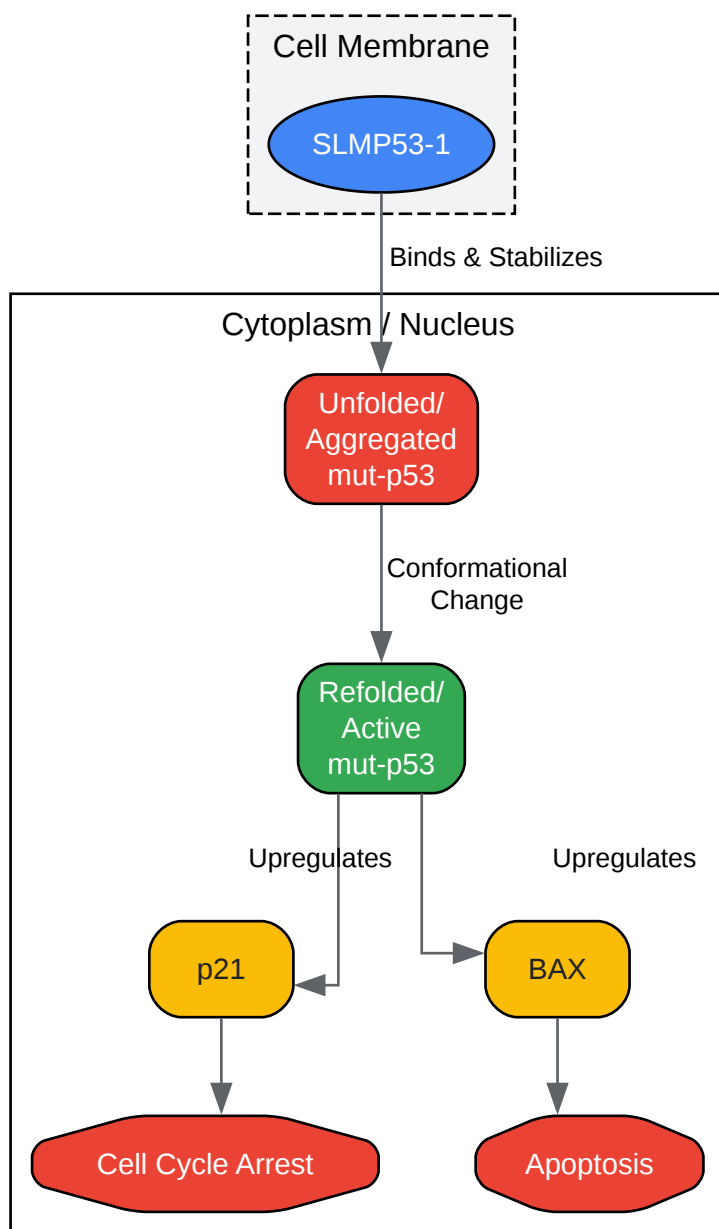 Cell Membrane
SLMP53-1
Binds & Stabilizes
Cytoplasm / Nucleus
Unfolded/
Aggregated
mut-p53
Conformational
Change
Refolded/
Active
mut-p53
Upregulates
Upregulates
p21
BAX
Cell Cycle Arrest
Apoptosis